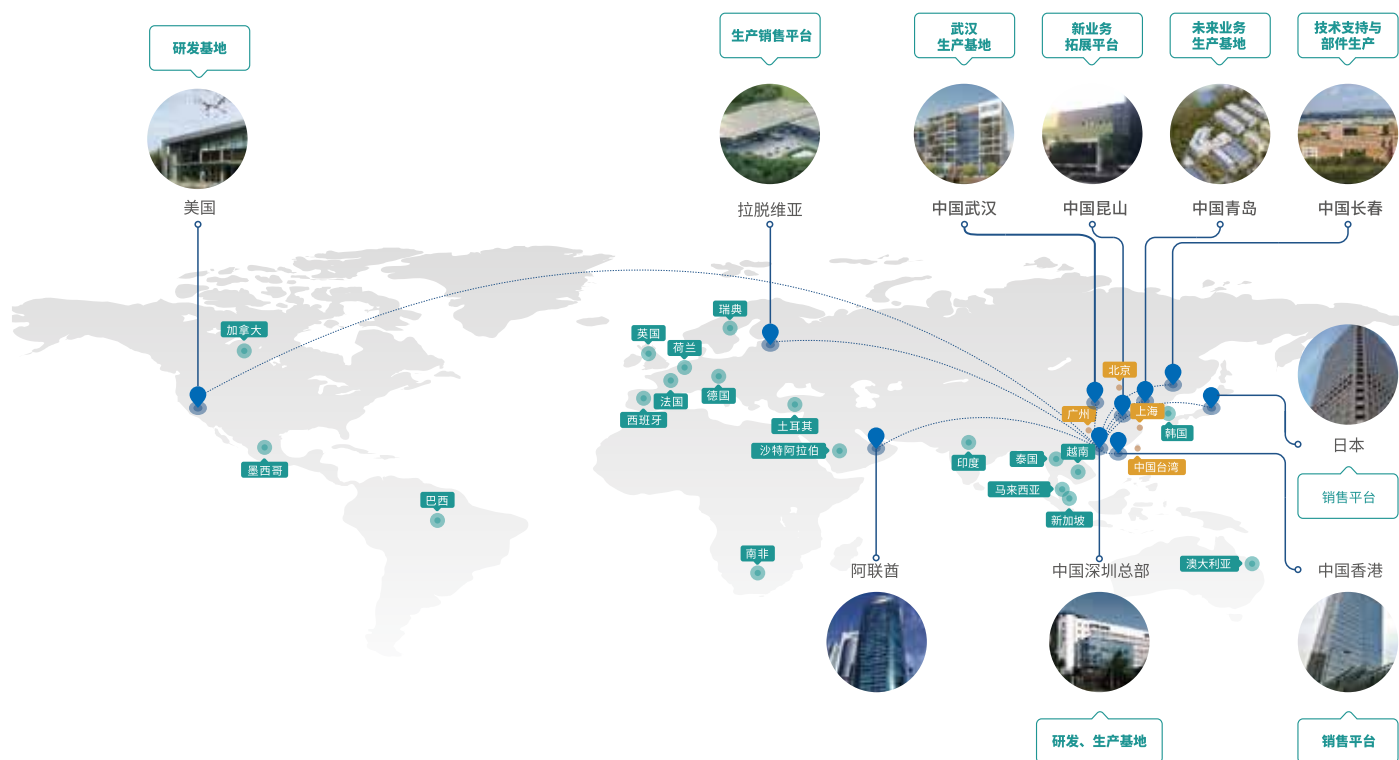 研发基地
生产销售平台
武汉
生产基地
新业务
拓展平台
未来业务
生产基地
技术支持与
部件生产
美国
拉脱维亚
中国武汉
中国昆山
中国青岛
中国长春
加拿大
瑞典
英国
荷兰
法国
德国
西班牙
土耳其
沙特阿拉伯
墨西哥
巴西
南非
印度
泰国
越南
马来西亚
新加坡
北京
广州
上海
韩国
中国台湾
澳大利亚
日本
销售平台
阿联酋
中国深圳总部
中国香港
研发、生产基地
销售平台